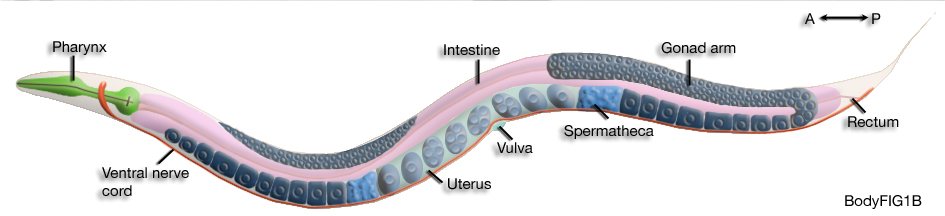 A P
Pharynx
Intestine
Gonad arm
Rectum
Spermatheca
Vulva
Ventral nerve
cord
Uterus
BodyFIG1B